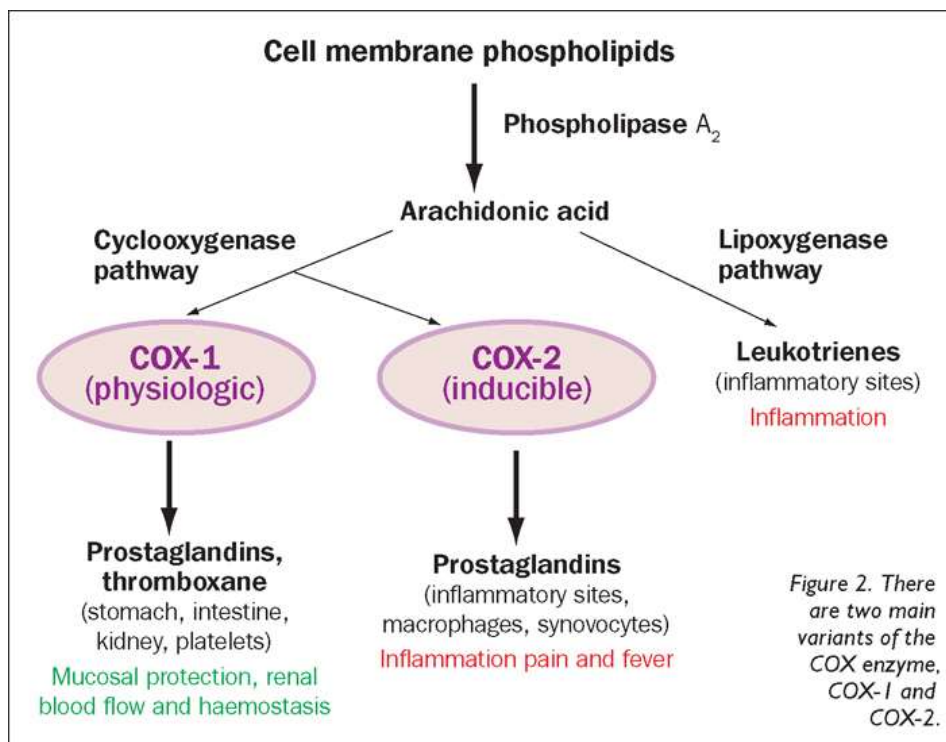 Cell membrane phospholipids
Phospholipase A₂
Arachidonic acid
Cyclooxygenase
pathway
Lipoxygenase
pathway
COX-1
(physiologic)
COX-2
(inducible)
Leukotrienes
(inflammatory sites)
Inflammation
Prostaglandins,
thromboxane
(stomach, intestine,
kidney, platelets)
Mucosal protection, renal
blood flow and haemostasis
Prostaglandins
(inflammatory sites,
macrophages, synovocytes)
Inflammation pain and fever
Figure 2. There
are two main
variants of the
COX enzyme,
COX-1 and
COX-2.